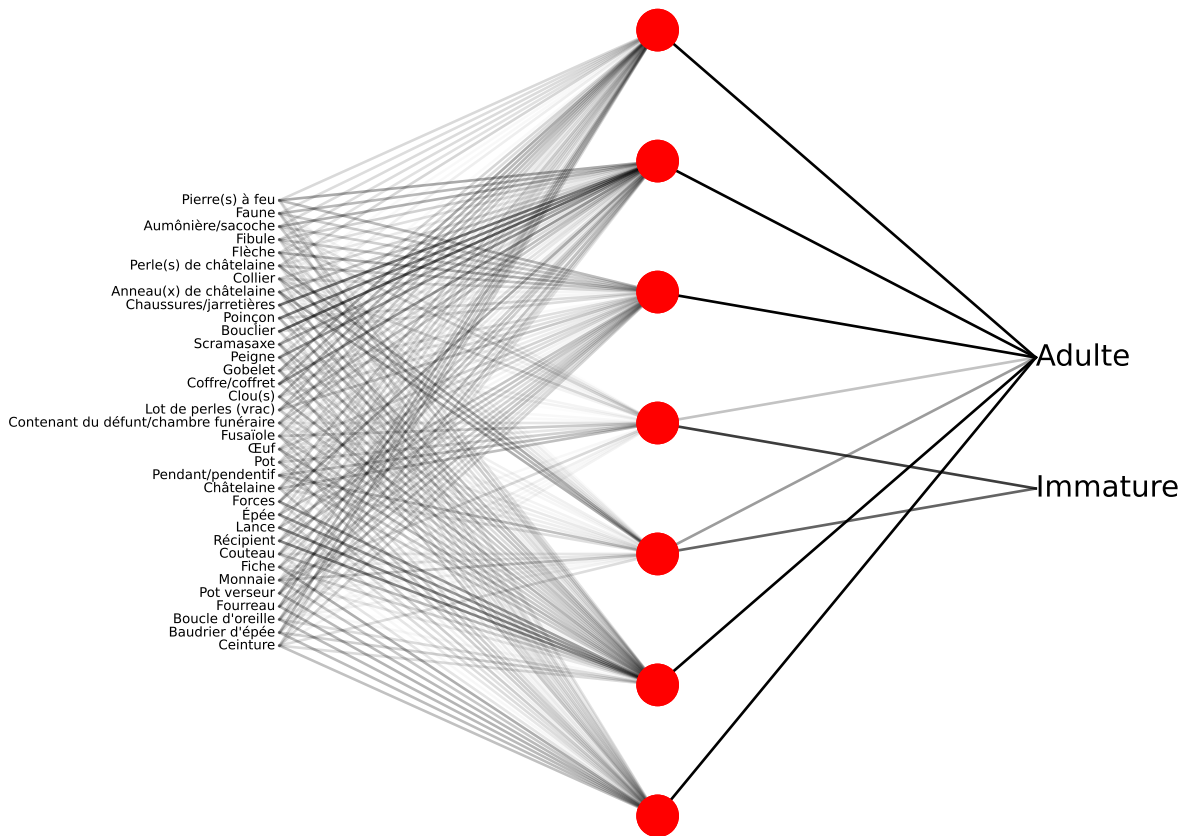 Pierre(s) à feu
Faune
Aumônière/sacoche
Fibule
Flèche
Perle(s) de châtelaine
Collier
Anneau(x) de châtelaine
Chaussures/jarretières
Poinçon
Bouclier
Scramasaxe
Peigne
Gobelet
Coffre/coffret
Clou(s)
Lot de perles (vrac)
Contenant du défunt/chambre funéraire
Fusaïole
Œuf
Pot
Pendant/pendentif
Châtelaine
Forces
Épée
Lance
Récipient
Couteau
Fiche
Monnaie
Pot verseur
Fourreau
Boucle d'oreille
Baudrier d'épée
Ceinture
Adulte
Immature